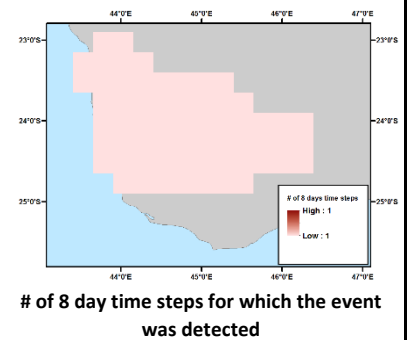 44°0'E 45°0'E 46°0'E 47°0'E
23°0'S 23°0'S
24°0'S 24°0'S
25°0'S 25°0'S
# of 8 days time steps
High : 1
Low : 1
44°0'E 45°0'E 46°0'E 47°0'E
# of 8 day time steps for which the event
was detected